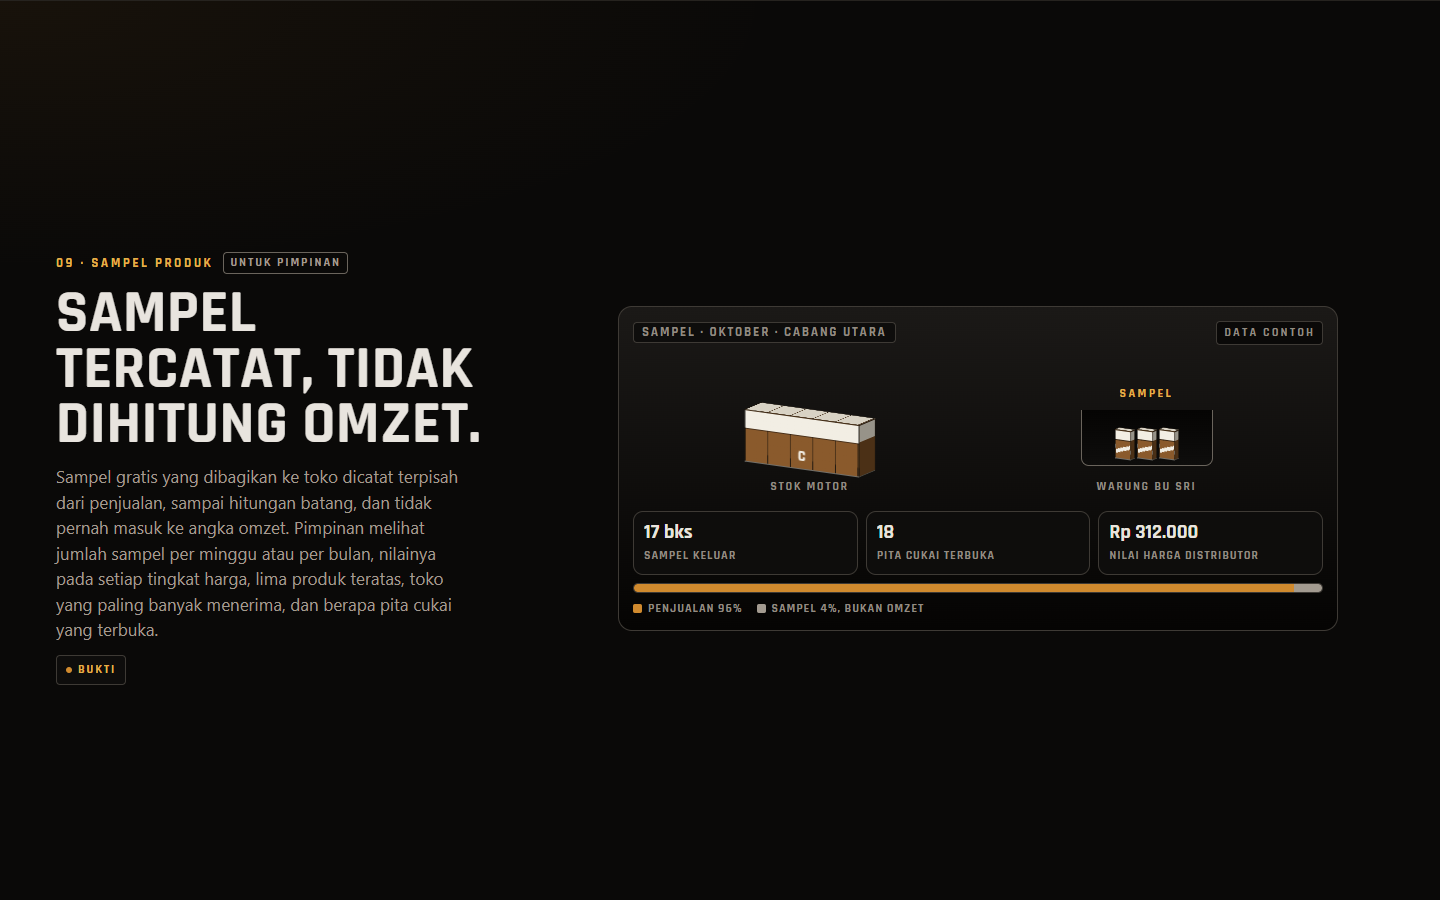 09 · SAMPEL PRODUK
UNTUK PIMPINAN
SAMPEL
TERCATAT, TIDAK
DIHITUNG OMZET.
Sampel gratis yang dibagikan ke toko dicatat terpisah
dari penjualan, sampai hitungan batang, dan tidak
pernah masuk ke angka omzet. Pimpinan melihat
jumlah sampel per minggu atau per bulan, nilainya
pada setiap tingkat harga, lima produk teratas, toko
yang paling banyak menerima, dan berapa pita cukai
yang terbuka.
BUKTI
SAMPEL · OKTOBER · CABANG UTARA
DATA CONTOH
SAMPEL
C
STOK MOTOR
WARUNG BU SRI
17 bks
SAMPEL KELUAR
18
PITA CUKAI TERBUKA
Rp 312.000
NILAI HARGA DISTRIBUTOR
PENJUALAN 96%
SAMPEL 4%, BUKAN OMZET